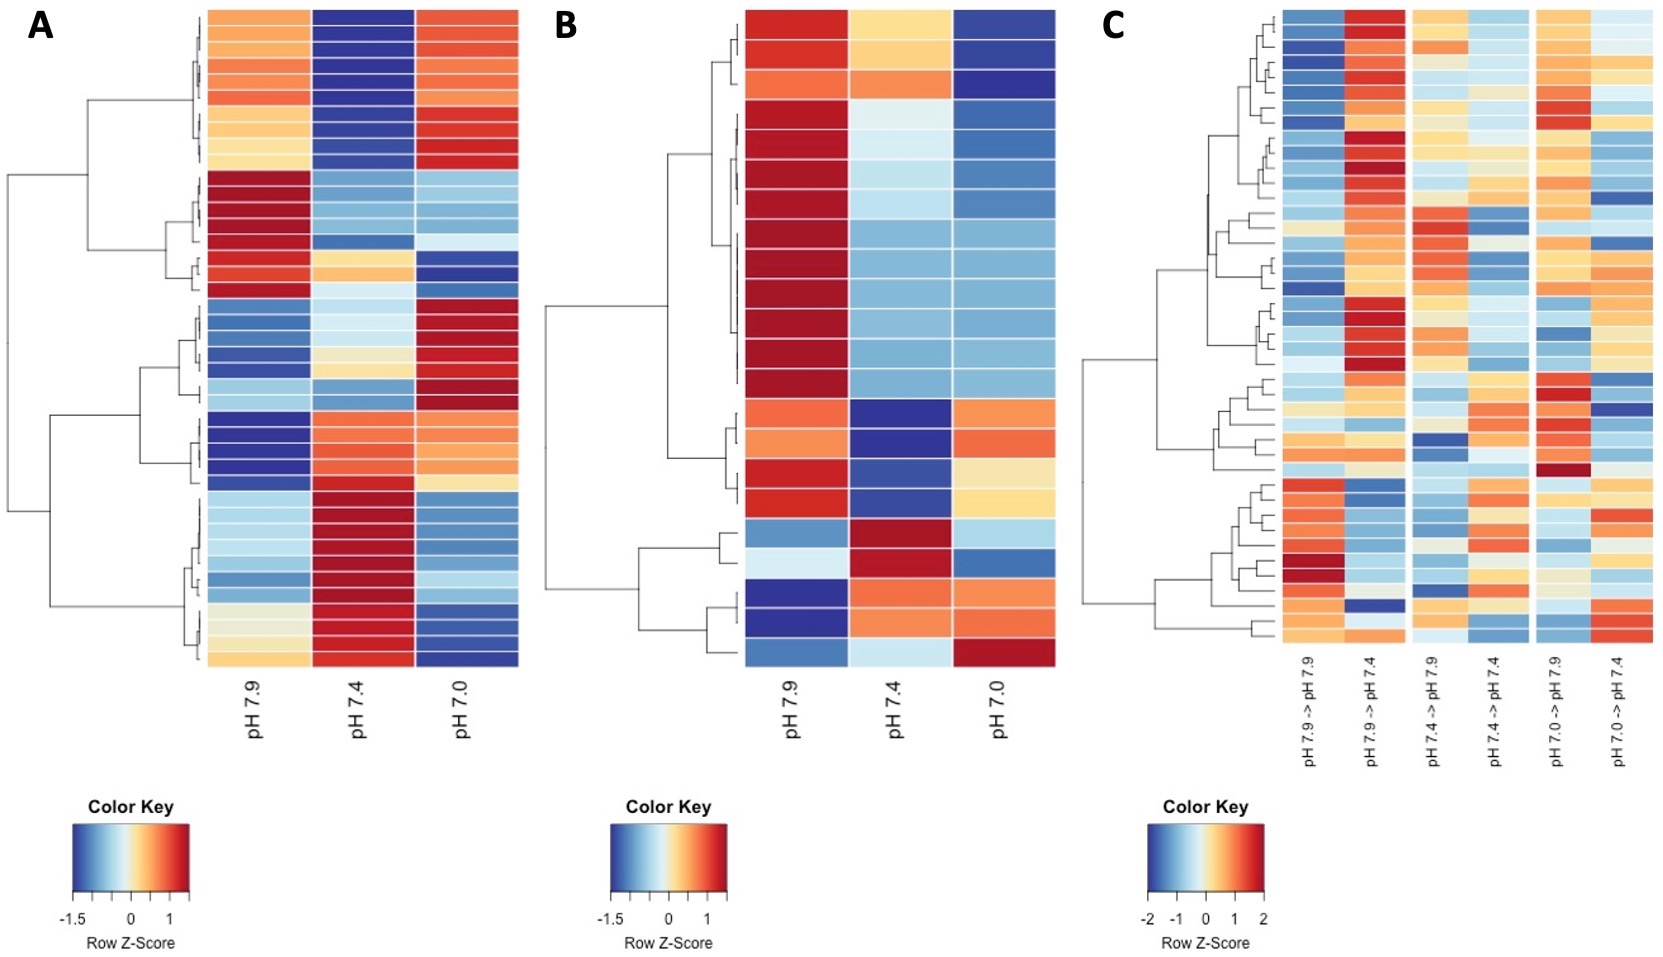 A
B
C
pH 7.9
pH 7.4
pH 7.0
pH 7.9
pH 7.4
pH 7.0
pH 7.9 -> pH 7.9
pH 7.9 -> pH 7.4
pH 7.4 -> pH 7.9
pH 7.4 -> pH 7.4
pH 7.0 -> pH 7.9
pH 7.0 -> pH 7.4
Color Key
-1.5 0 1
Row Z-Score
Color Key
-1.5 0 1
Row Z-Score
Color Key
-2 -1 0 1 2
Row Z-Score